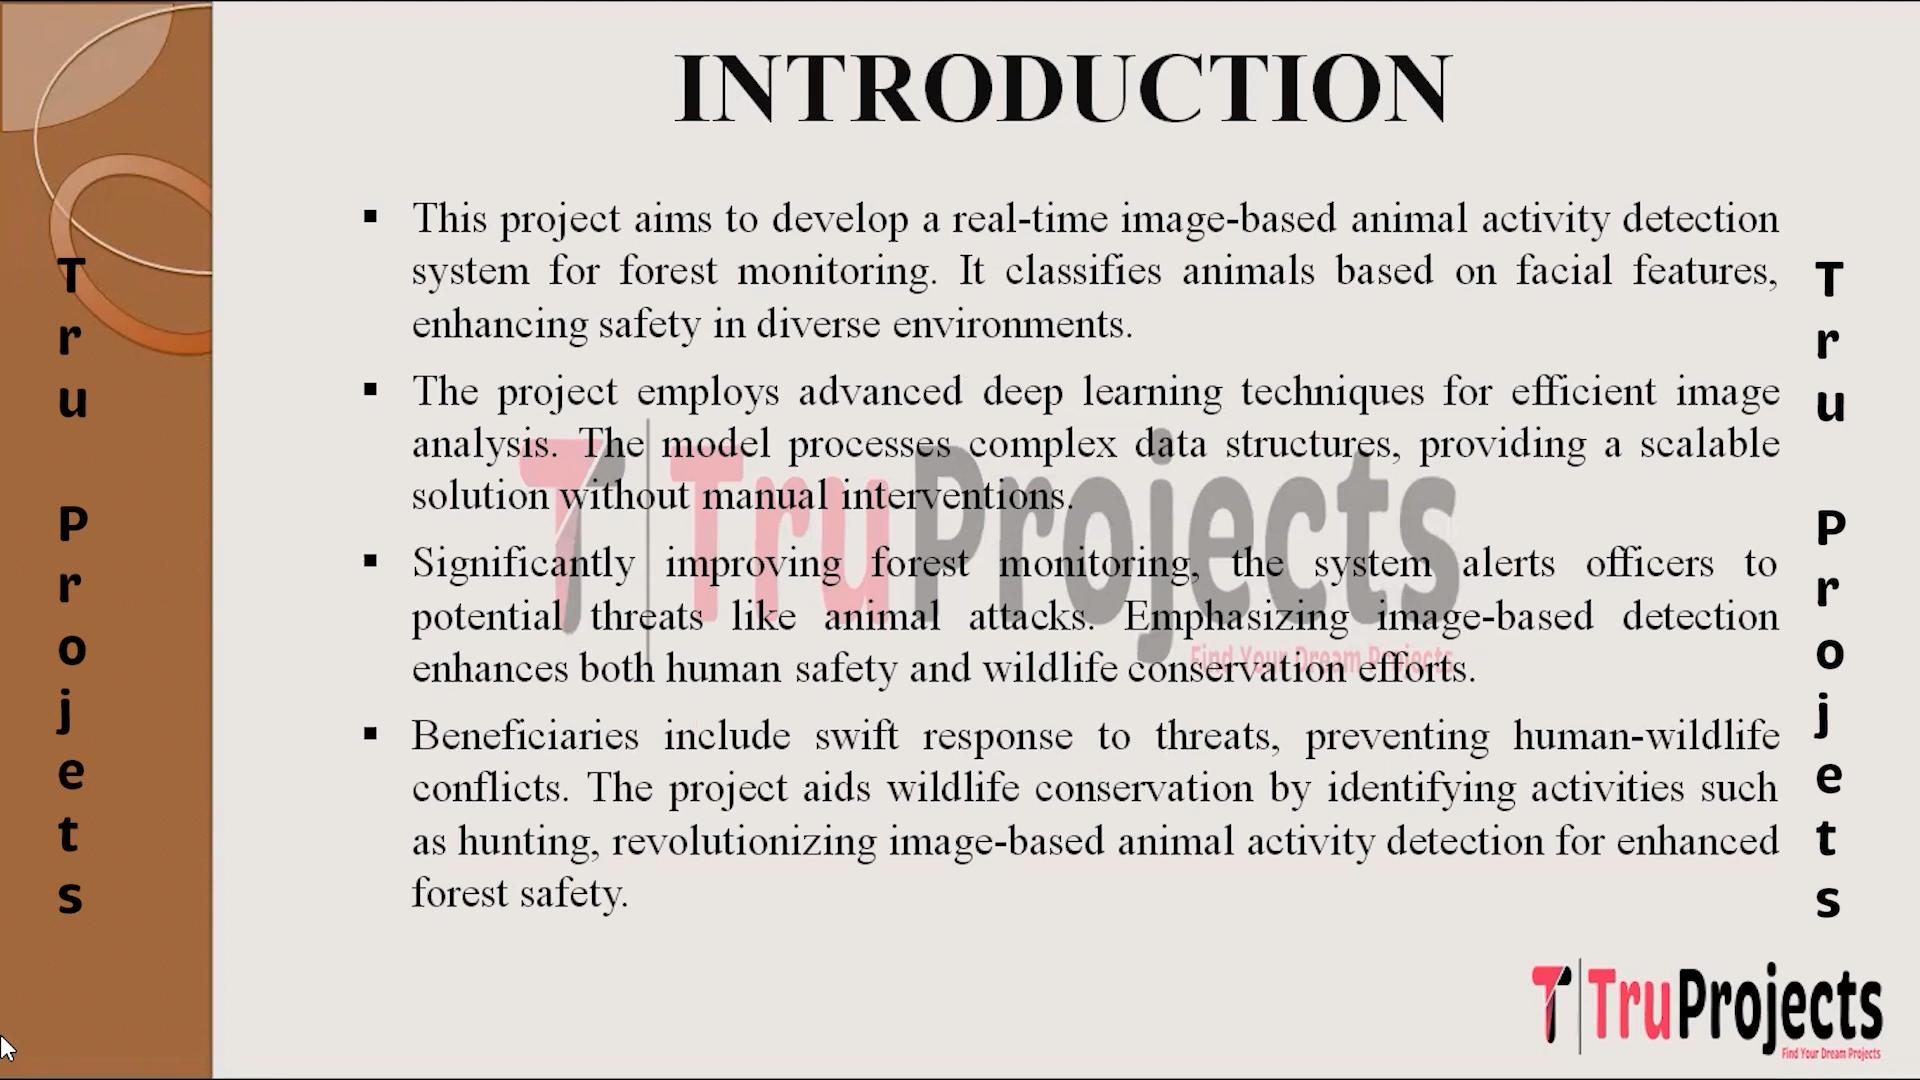 INTRODUCTION
▪ This project aims to develop a real-time image-based animal activity detection
system for forest monitoring. It classifies animals based on facial features,
enhancing safety in diverse environments.
▪ The project employs advanced deep learning techniques for efficient image
analysis. The model processes complex data structures, providing a scalable
solution without manual interventions.
▪ Significantly improving forest monitoring, the system alerts officers to
potential threats like animal attacks. Emphasizing image-based detection
enhances both human safety and wildlife conservation efforts.
▪ Beneficiaries include swift response to threats, preventing human-wildlife
conflicts. The project aids wildlife conservation by identifying activities such
as hunting, revolutionizing image-based animal activity detection for enhanced
forest safety.
Tru Projets
Tru Projets
TruProjects
Find Your Dream Projects
TruProjects
Find Your Dream Projects